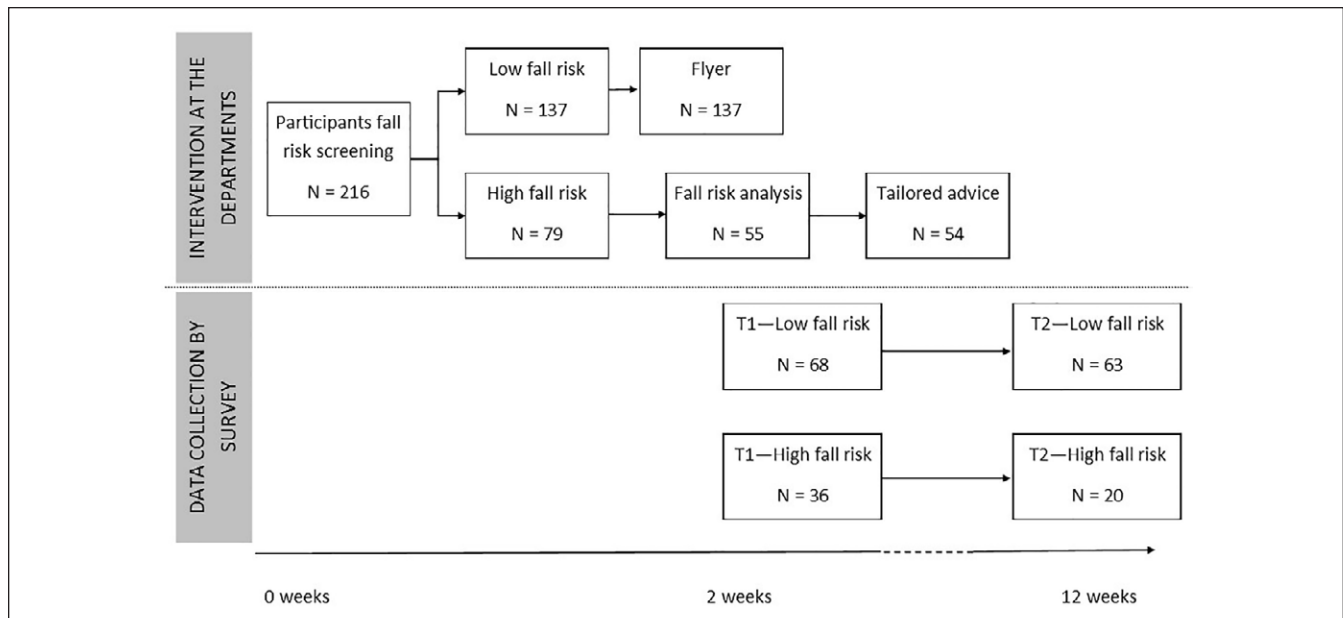 INTERVENTION AT THE
DEPARTMENTS
Participants fall
risk screening
N = 216
Low fall risk
N = 137
Flyer
N = 137
High fall risk
N = 79
Fall risk analysis
N = 55
Tailored advice
N = 54
DATA COLLECTION BY
SURVEY
T1—Low fall risk
N = 68
T2—Low fall risk
N = 63
T1—High fall risk
N = 36
T2—High fall risk
N = 20
0 weeks
2 weeks
12 weeks